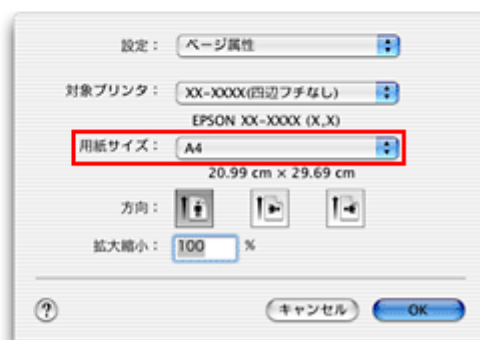 設定： ページ属性
対象プリンタ： XX-XXXX(四辺フチなし)
EPSON XX-XXXX (X,X)
用紙サイズ： A4
20.99 cm × 29.69 cm
方向：
拡大縮小： 100 %
? キャンセル OK